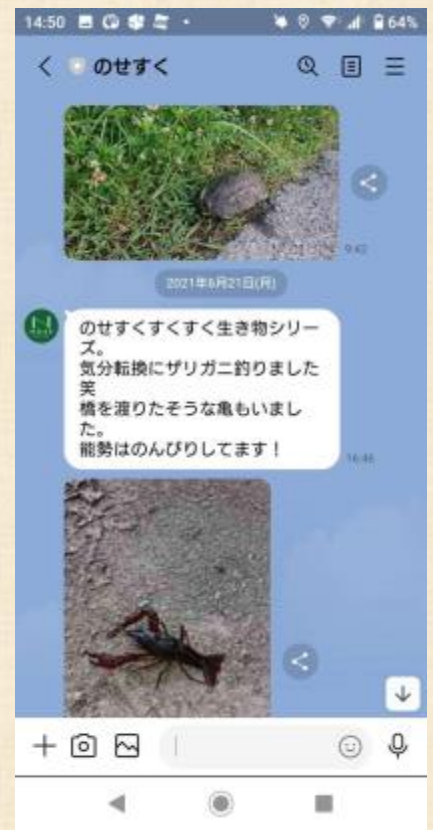 14:50
64%
のせすく
9:42
2021年6月21日(月)
のせすくすくすく生き物シリー
ズ。
気分転換にザリガニ釣りました
笑
橋を渡りたそうな亀もいまし
た。
能勢はのんびりしてます！
16:46